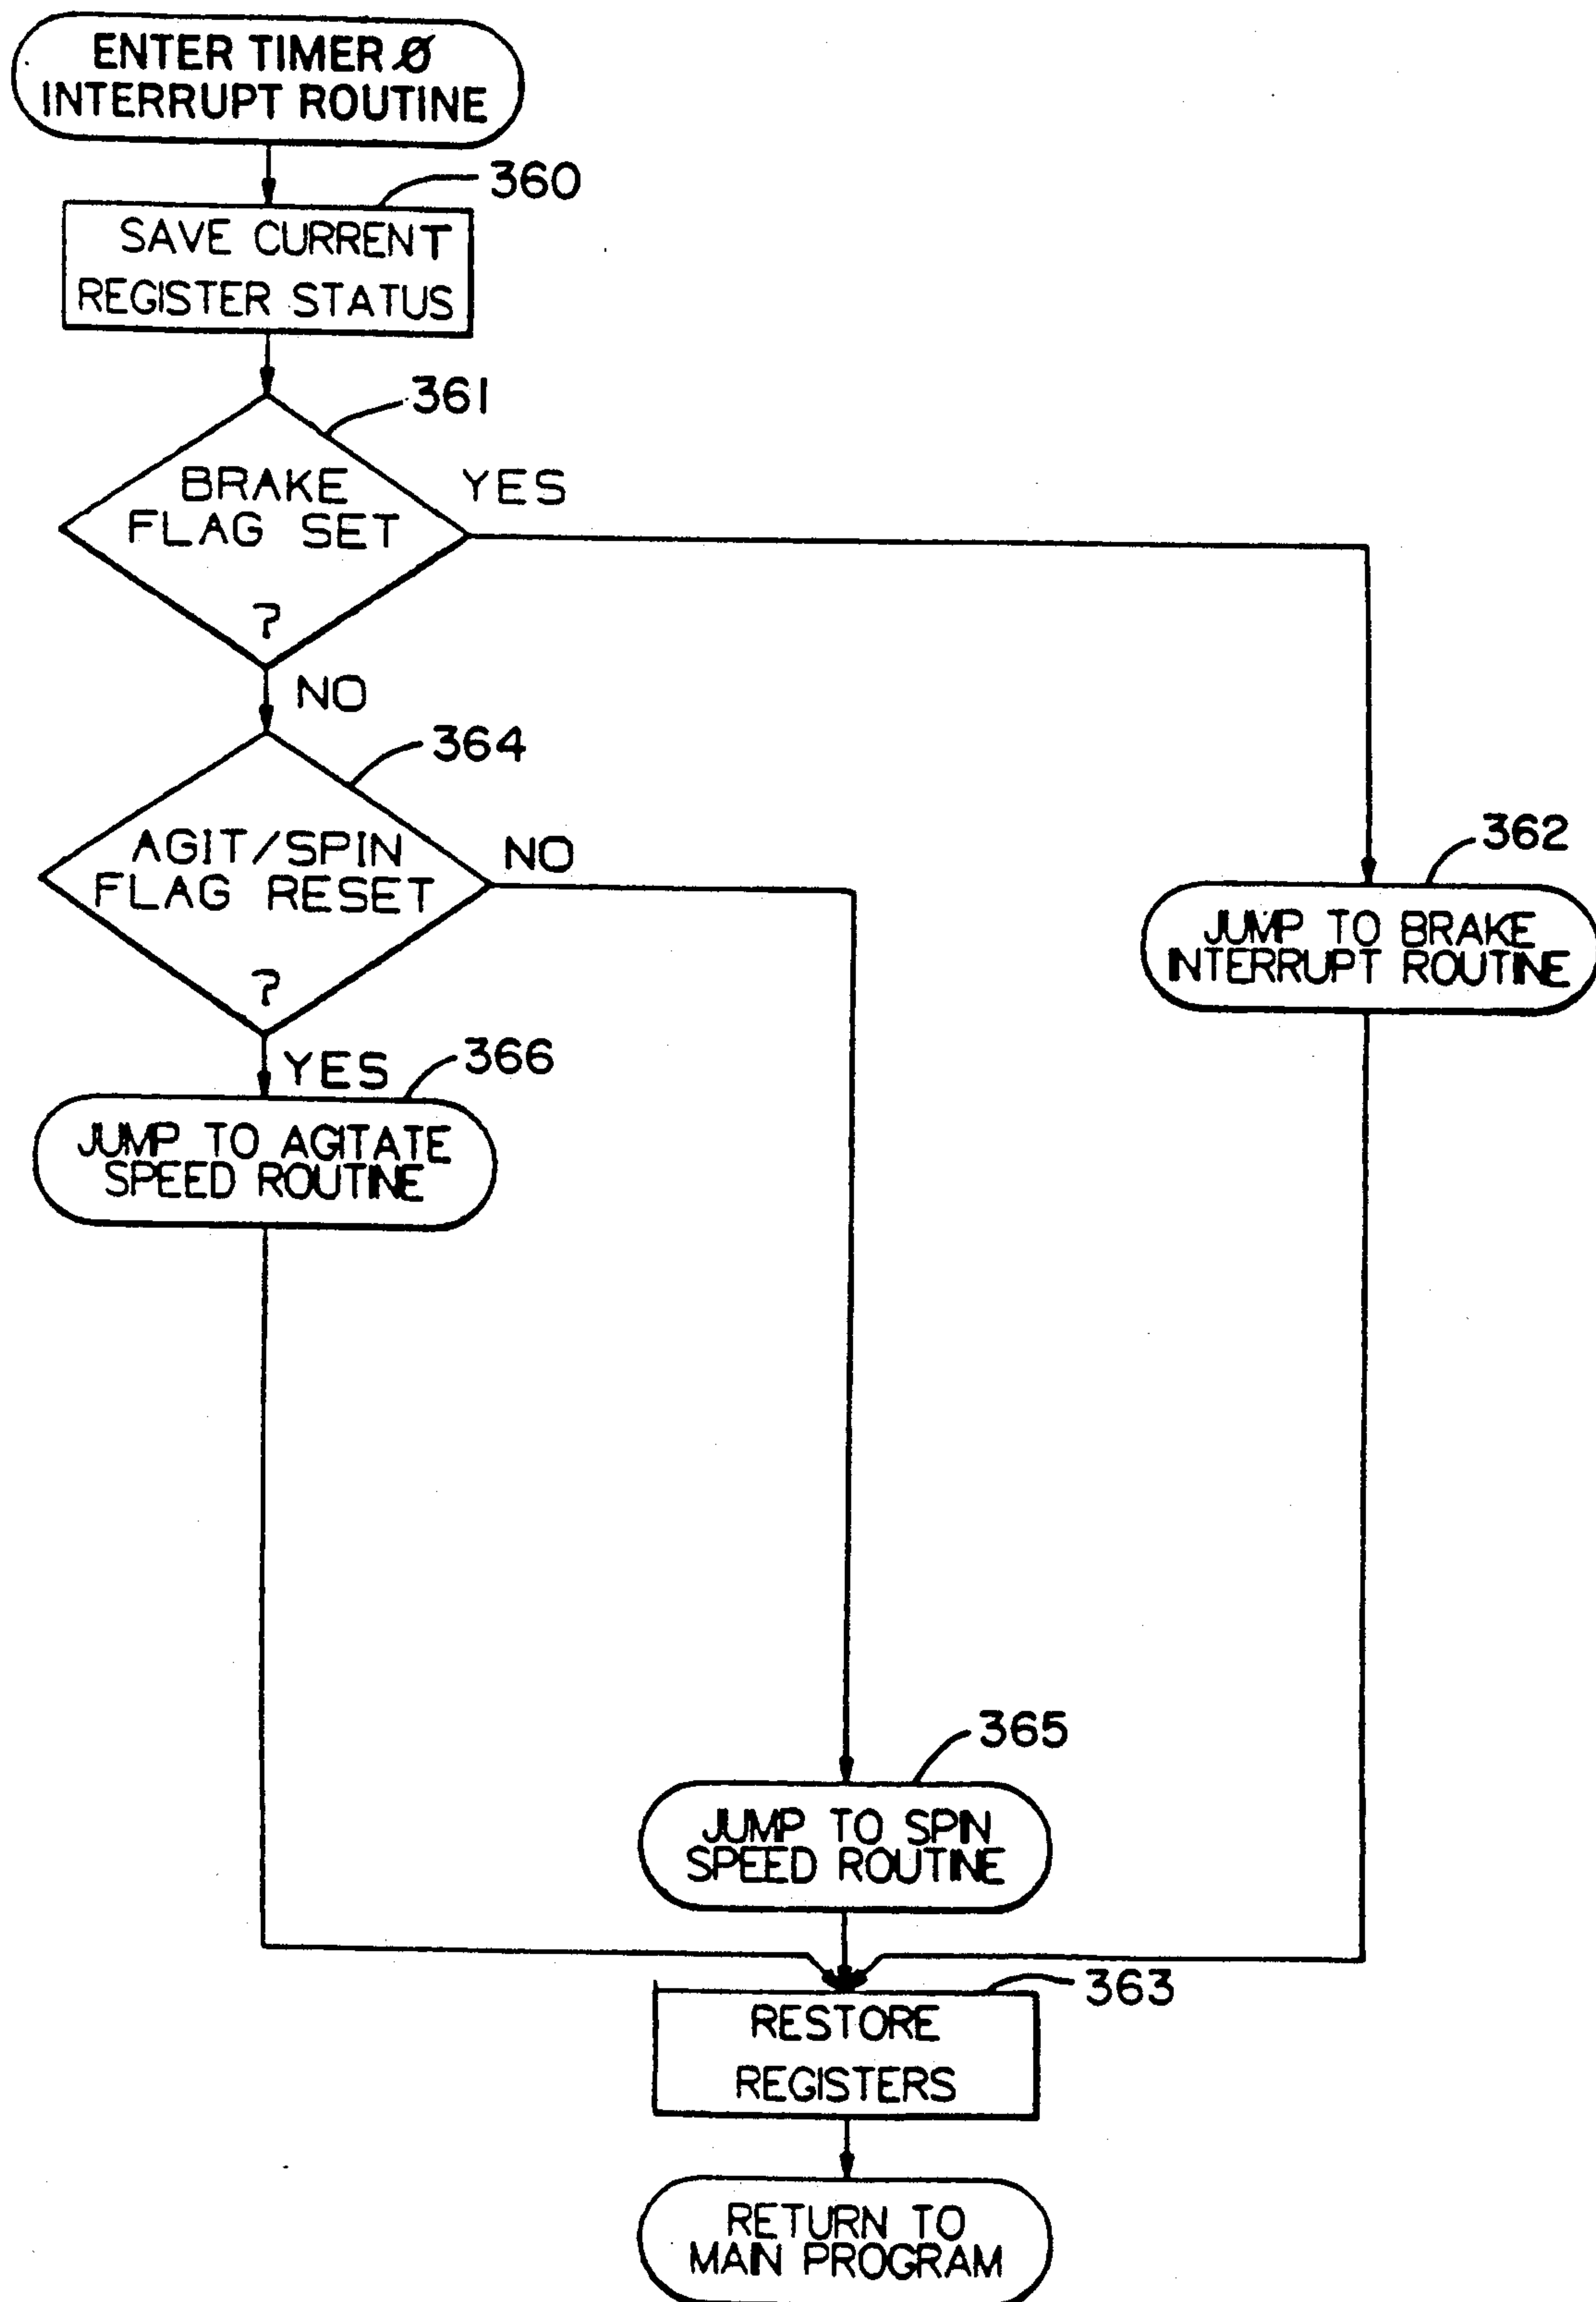 ENTER TIMER Ø
INTERRUPT ROUTINE
360
SAVE CURRENT
REGISTER STATUS
361
BRAKE
FLAG SET
?
YES
NO
364
AGIT/SPIN
FLAG RESET
?
NO
362
JUMP TO BRAKE
INTERRUPT ROUTINE
YES
366
JUMP TO AGITATE
SPEED ROUTINE
365
JUMP TO SPIN
SPEED ROUTINE
363
RESTORE
REGISTERS
RETURN TO
MAIN PROGRAM